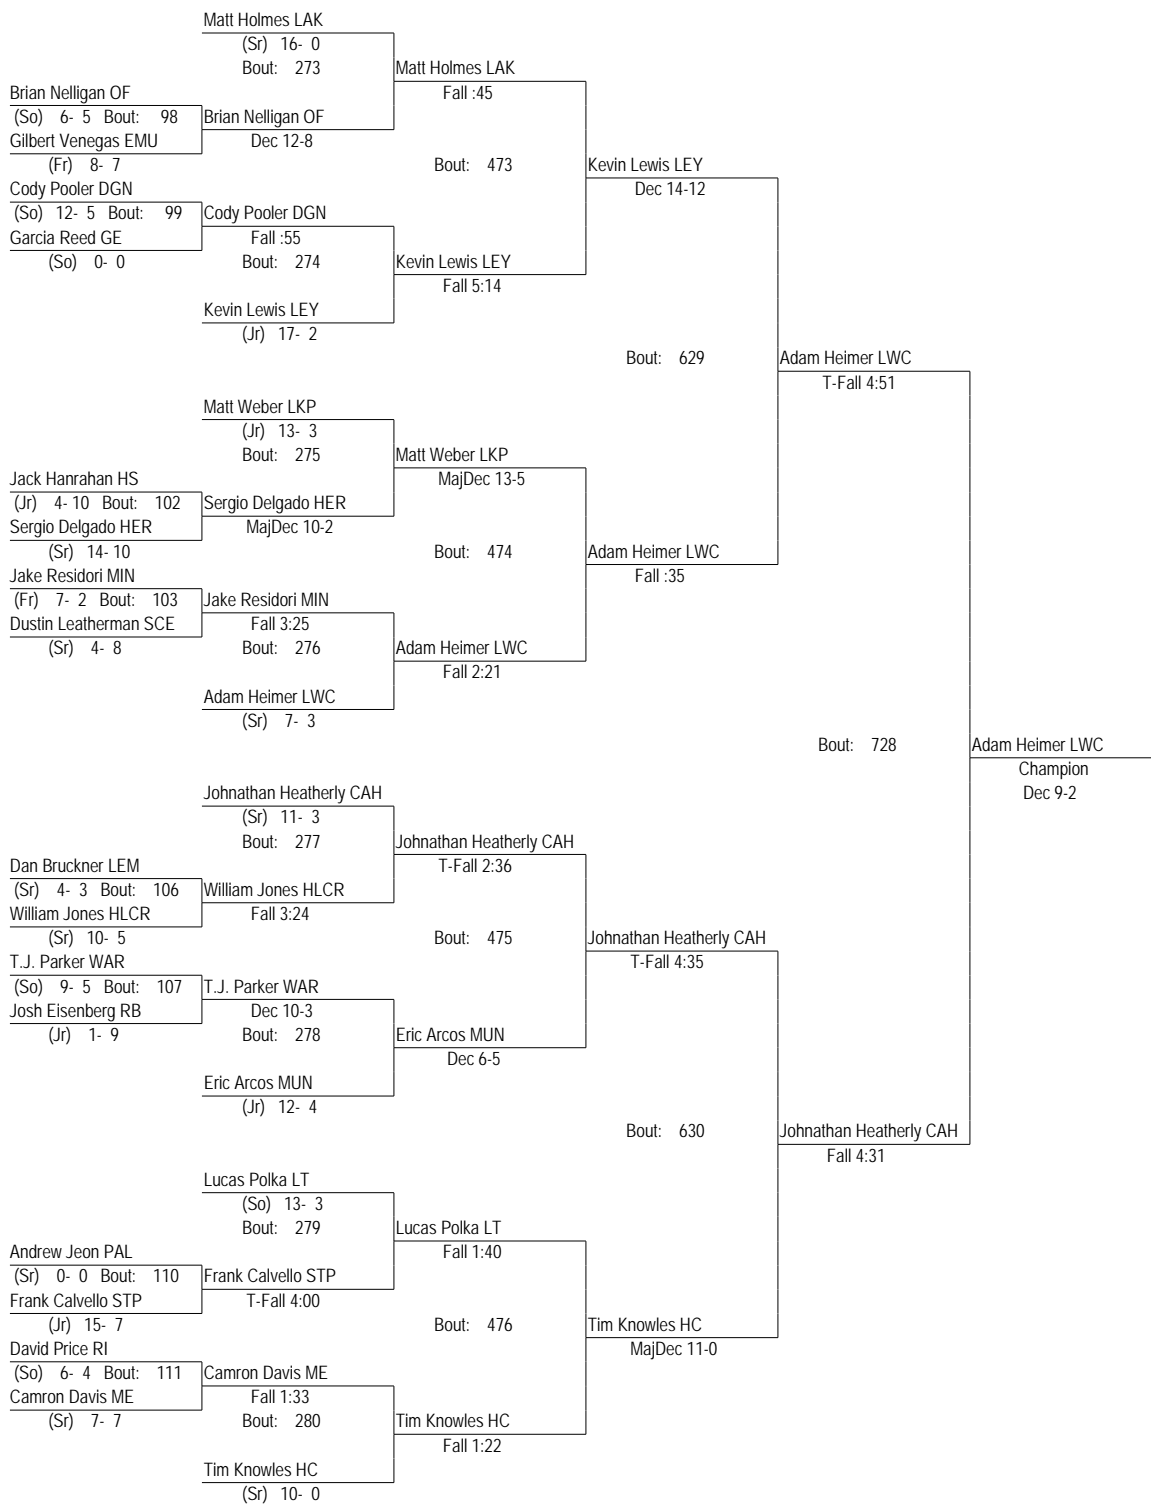 Matt Holmes LAK
(Sr) 16- 0
Bout: 273
Matt Holmes LAK
Fall :45
Brian Nelligan OF
(So) 6- 5 Bout: 98
Brian Nelligan OF
Gilbert Venegas EMU
Dec 12-8
(Fr) 8- 7
Bout: 473
Kevin Lewis LEY
Dec 14-12
Cody Pooler DGN
(So) 12- 5 Bout: 99
Cody Pooler DGN
Garcia Reed GE
Fall :55
(So) 0- 0
Bout: 274
Kevin Lewis LEY
Fall 5:14
Kevin Lewis LEY
(Jr) 17- 2
Bout: 629
Adam Heimer LWC
T-Fall 4:51
Matt Weber LKP
(Jr) 13- 3
Bout: 275
Matt Weber LKP
MajDec 13-5
Jack Hanrahan HS
(Jr) 4- 10 Bout: 102
Sergio Delgado HER
Sergio Delgado HER
MajDec 10-2
(Sr) 14- 10
Bout: 474
Adam Heimer LWC
Fall :35
Jake Residori MIN
(Fr) 7- 2 Bout: 103
Jake Residori MIN
Dustin Leatherman SCE
Fall 3:25
(Sr) 4- 8
Bout: 276
Adam Heimer LWC
Fall 2:21
Adam Heimer LWC
(Sr) 7- 3
Bout: 728
Adam Heimer LWC
Champion
Dec 9-2
Johnathan Heatherly CAH
(Sr) 11- 3
Bout: 277
Johnathan Heatherly CAH
T-Fall 2:36
Dan Bruckner LEM
(Sr) 4- 3 Bout: 106
William Jones HLCR
William Jones HLCR
Fall 3:24
(Sr) 10- 5
Bout: 475
Johnathan Heatherly CAH
T-Fall 4:35
T.J. Parker WAR
(So) 9- 5 Bout: 107
T.J. Parker WAR
Josh Eisenberg RB
Dec 10-3
(Jr) 1- 9
Bout: 278
Eric Arcos MUN
Dec 6-5
Eric Arcos MUN
(Jr) 12- 4
Bout: 630
Johnathan Heatherly CAH
Fall 4:31
Lucas Polka LT
(So) 13- 3
Bout: 279
Lucas Polka LT
Fall 1:40
Andrew Jeon PAL
(Sr) 0- 0 Bout: 110
Frank Calvello STP
Frank Calvello STP
T-Fall 4:00
(Jr) 15- 7
Bout: 476
Tim Knowles HC
MajDec 11-0
David Price RI
(So) 6- 4 Bout: 111
Camron Davis ME
Camron Davis ME
Fall 1:33
(Sr) 7- 7
Bout: 280
Tim Knowles HC
Fall 1:22
Tim Knowles HC
(Sr) 10- 0